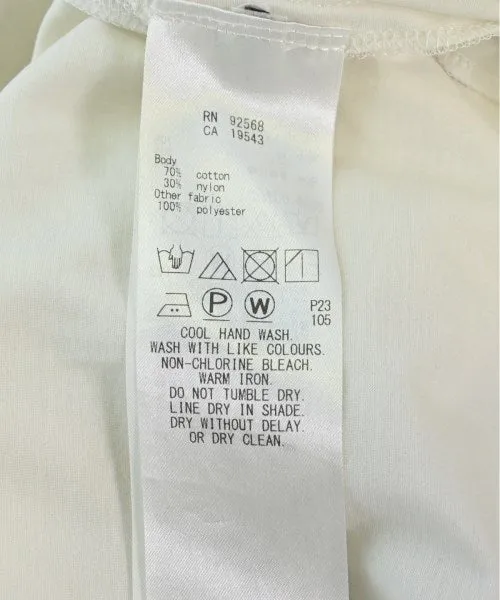 RN 92568
CA 19543
Body
70% cotton
30% nylon
Other fabric
100% polyester
P W P23
105
COOL HAND WASH.
WASH WITH LIKE COLOURS.
NON-CHLORINE BLEACH.
WARM IRON.
DO NOT TUMBLE DRY.
LINE DRY IN SHADE.
DRY WITHOUT DELAY.
OR DRY CLEAN.